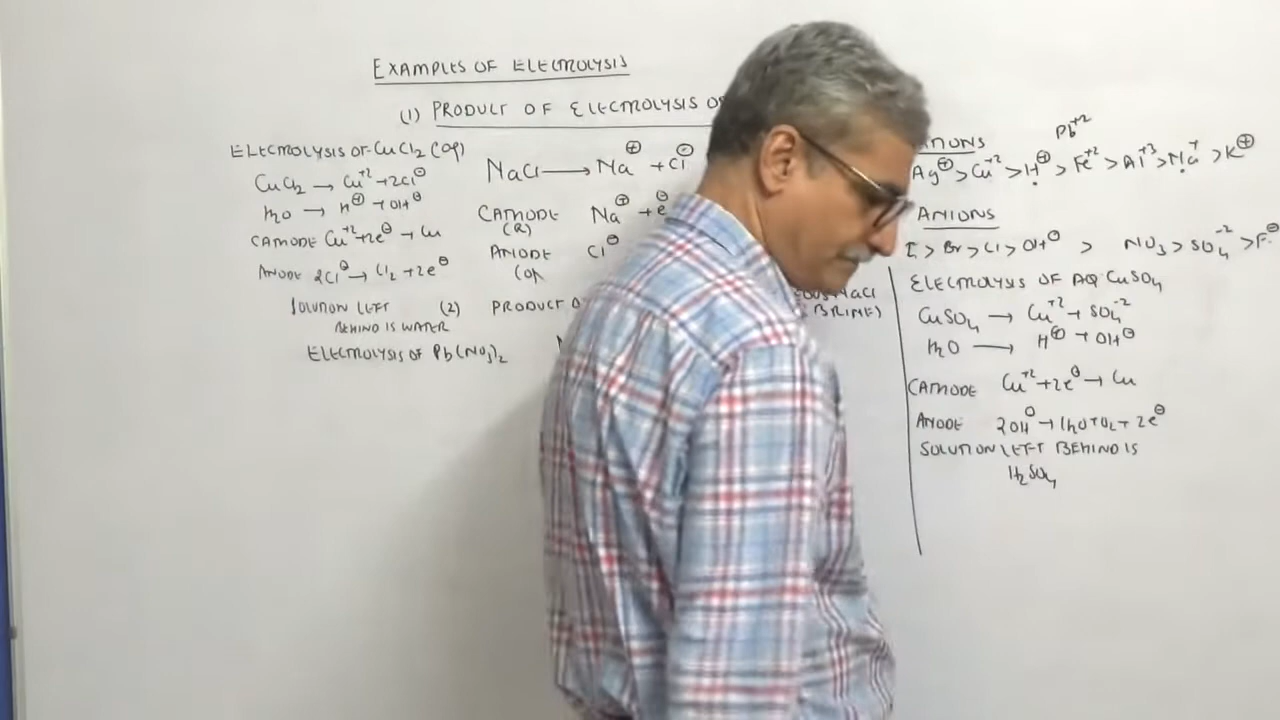 EXAMPLES OF ELECTROLYSIS
(1) PRODUCT OF ELECTROLYSIS
ELECTROLYSIS OF CuCl₂ (aq)
CuCl₂ → Cu⁺² + 2Cl⊖
H₂O → H⊕ + OH⊖
CATHODE Cu⁺² + 2e⊖ → Cu
ANODE 2Cl⊖ → Cl₂ + 2e⊖
SOLUTION LEFT
BEHIND IS WATER
ELECTROLYSIS OF Pb(NO₃)₂
NaCl → Na⊕ + Cl⊖
CATHODE Na⊕ + e⊖
(R)
ANODE Cl⊖
(2) PRODUCT
NaCl
BRINE)
Pb⁺²
Ag⊕ > Cu⁺² > H⊕ > Fe⁺² > Al⁺³ > Na⁺ > K⊕
ANIONS
I > Br > Cl > OH⊖ > NO₃ > SO₄⁻² > F⊖
ELECTROLYSIS OF AQ CuSO₄
CuSO₄ → Cu⁺² + SO₄⁻²
H₂O → H⊕ + OH⊖
CATHODE Cu⁺² + 2e⊖ → Cu
ANODE 2OH⊖ → H₂O + O₂ + 2e⊖
SOLUTION LEFT BEHIND IS
H₂SO₄